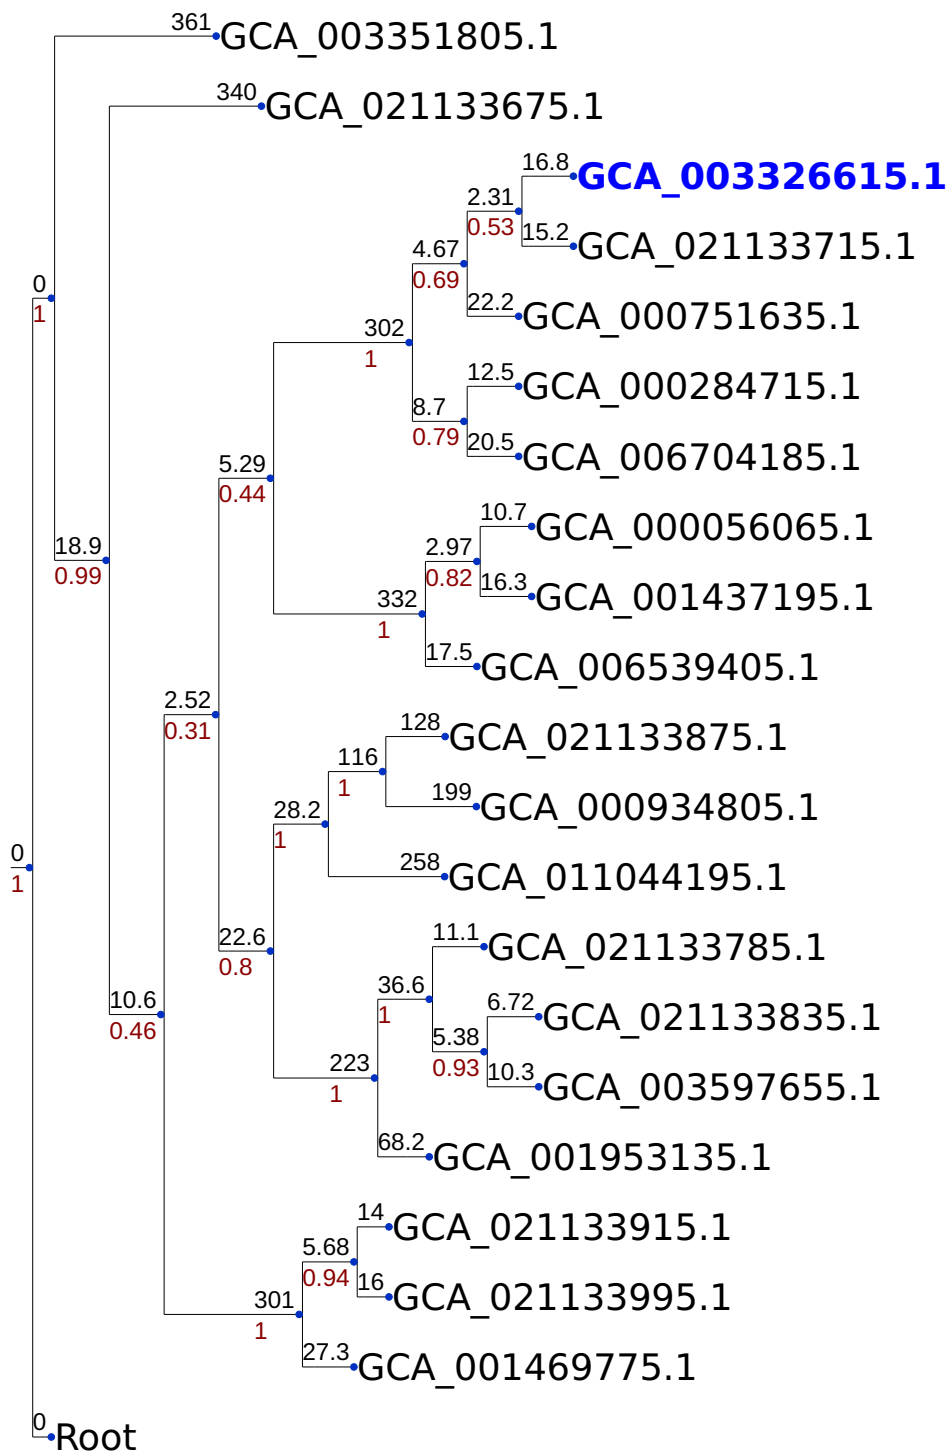 361 GCA_003351805.1
340 GCA_021133675.1
16.8 GCA_003326615.1
2.31
0.53
15.2 GCA_021133715.1
4.67
0.69
0
1
22.2 GCA_000751635.1
302
1
12.5 GCA_000284715.1
8.7
0.79
20.5 GCA_006704185.1
5.29
0.44
10.7 GCA_000056065.1
18.9
0.99
2.97
0.82
16.3 GCA_001437195.1
332
1
17.5 GCA_006539405.1
2.52
0.31
128 GCA_021133875.1
116
1
199 GCA_000934805.1
28.2
1
0
1
258 GCA_011044195.1
22.6
0.8
11.1 GCA_021133785.1
36.6
1
10.6
0.46
6.72 GCA_021133835.1
5.38
0.93
223
1
10.3 GCA_003597655.1
68.2 GCA_001953135.1
14 GCA_021133915.1
5.68
0.94
16 GCA_021133995.1
301
1
27.3 GCA_001469775.1
0 Root